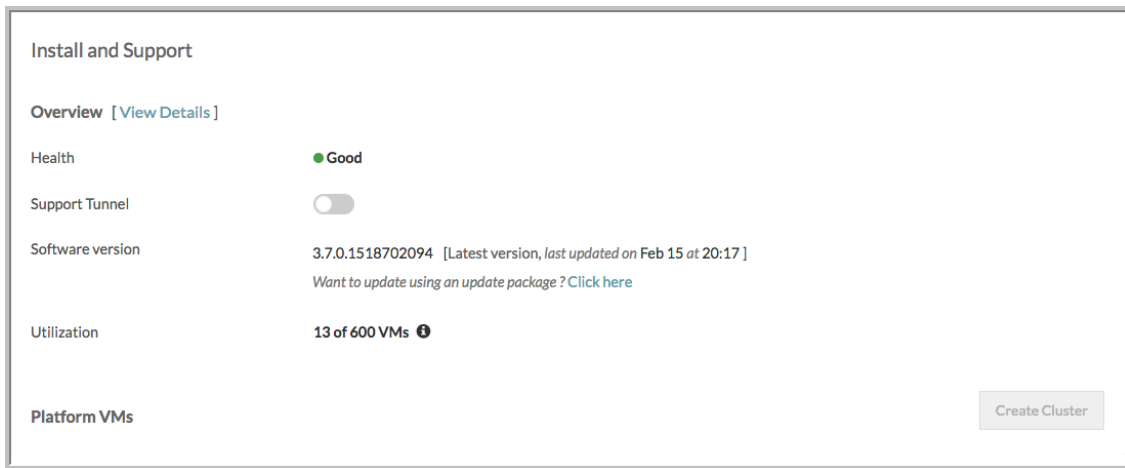 Install and Support
Overview [ View Details ]
Health Good
Support Tunnel
Software version 3.7.0.1518702094 [Latest version, last updated on Feb 15 at 20:17 ]
Want to update using an update package ? Click here
Utilization 13 of 600 VMs
Platform VMs Create Cluster